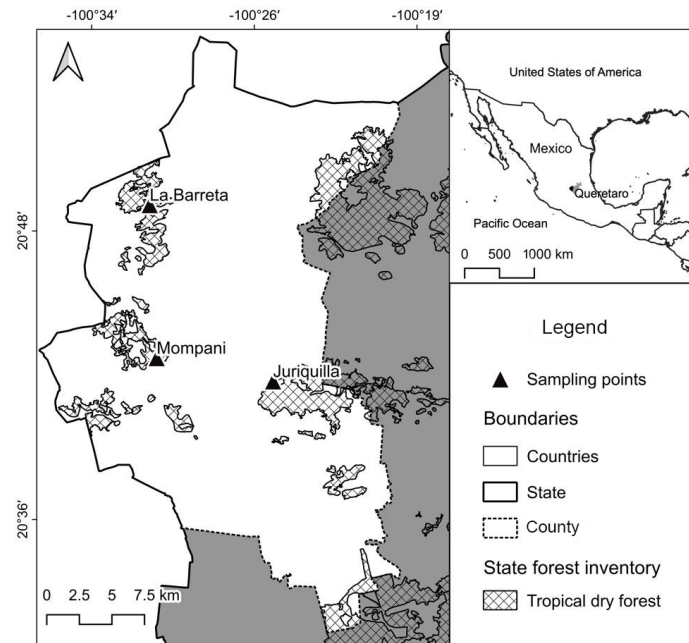 -100°34'
-100°26'
-100°19'
20°48'
20°36'
La Barreta
Mompani
Juriquilla
0 2.5 5 7.5 km
United States of America
Mexico
Queretaro
Pacific Ocean
0 500 1000 km
Legend
Sampling points
Boundaries
Countries
State
County
State forest inventory
Tropical dry forest